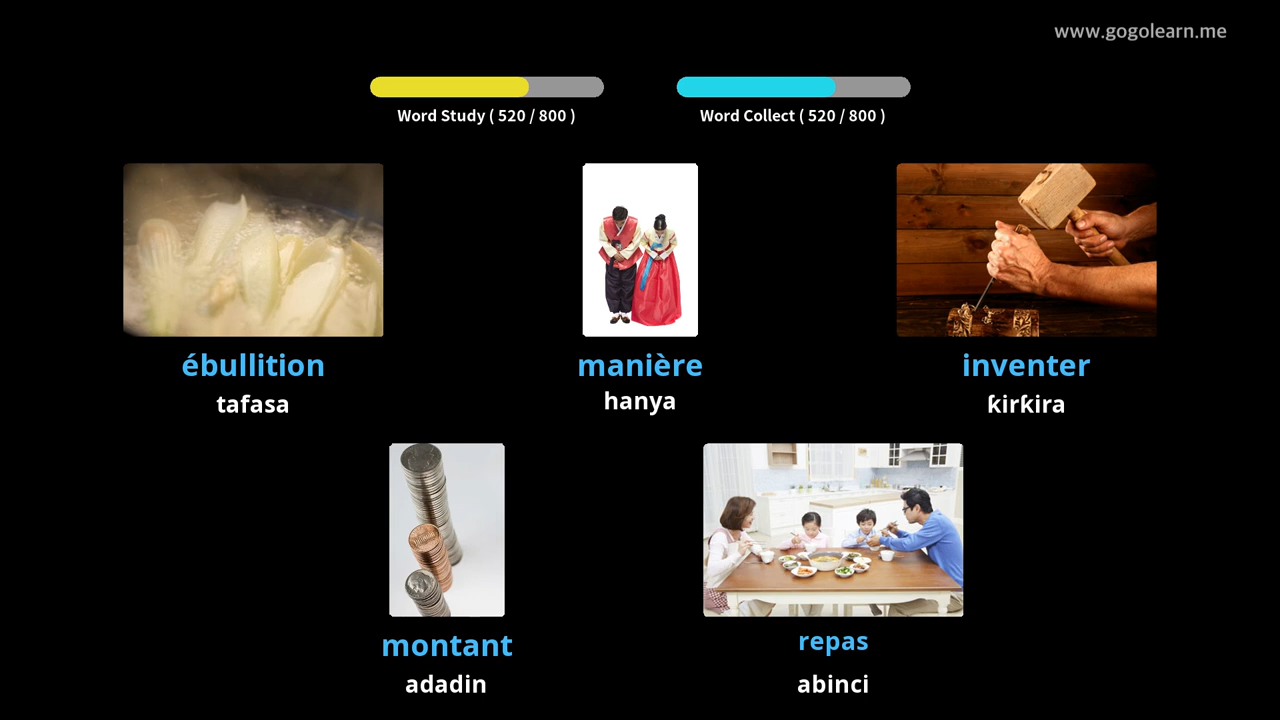 www.gogolearn.me
Word Study ( 520 / 800 )
Word Collect ( 520 / 800 )
ébullition
tafasa
manière
hanya
inventer
ƙirƙira
montant
adadin
repas
abinci